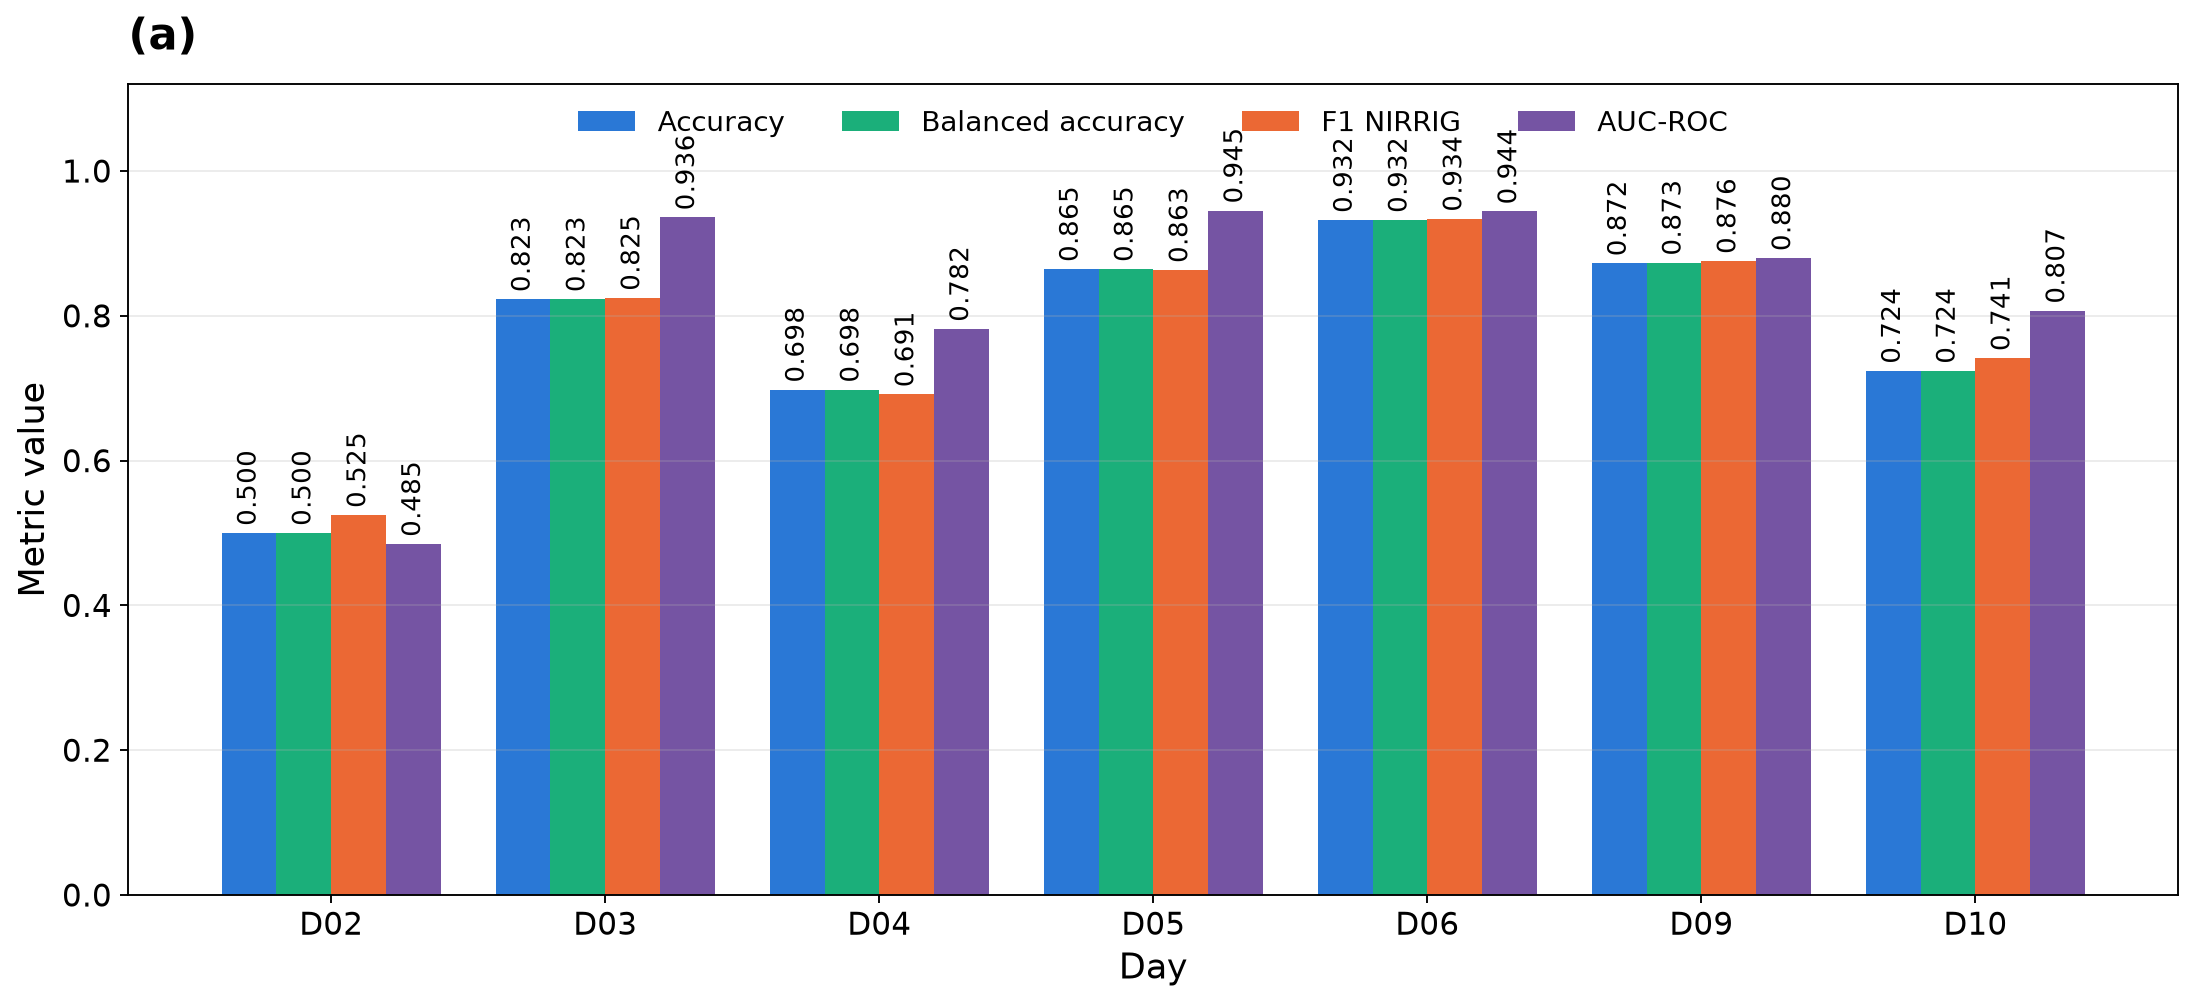 (a)
Accuracy Balanced accuracy F1 NIRRIG AUC-ROC
Metric value
1.0
0.8
0.6
0.4
0.2
0.0
0.500 0.500 0.525 0.485
0.823 0.823 0.825 0.936
0.698 0.698 0.691 0.782
0.865 0.865 0.863 0.945
0.932 0.932 0.934 0.944
0.872 0.873 0.876 0.880
0.724 0.724 0.741 0.807
D02 D03 D04 D05 D06 D09 D10
Day